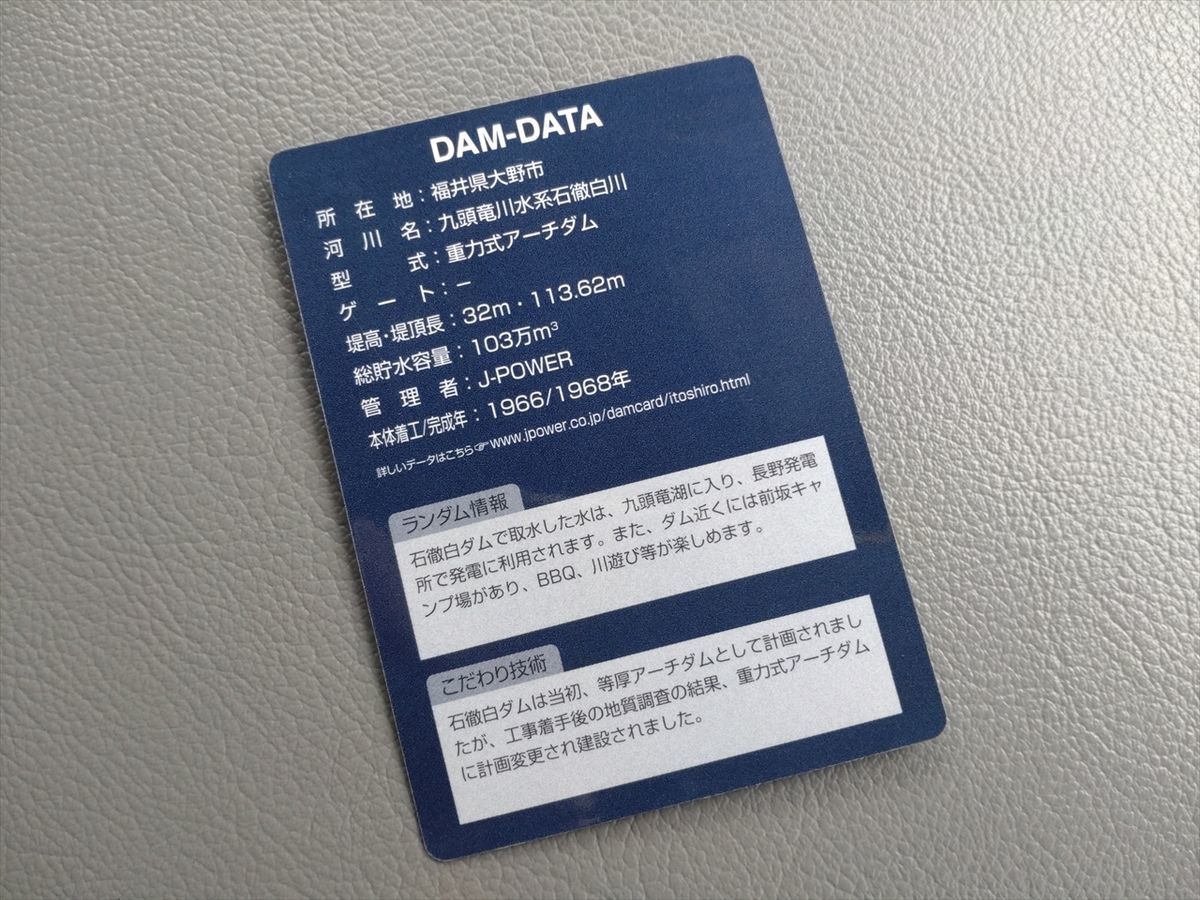 DAM-DATA
所在地：福井県大野市
河川名：九頭竜川水系石徹白川
型式：重力式アーチダム
ゲート：－
堤高・堤頂長：32m・113.62m
総貯水容量：103万m³
管理者：J-POWER
本体着工/完成年：1966/1968年
詳しいデータはこちら☞www.jpower.co.jp/damcard/itoshiro.html
ランダム情報
石徹白ダムで取水した水は、九頭竜湖に入り、長野発電
所で発電に利用されます。また、ダム近くには前坂キャ
ンプ場があり、BBQ、川遊び等が楽しめます。
こだわり技術
石徹白ダムは当初、等厚アーチダムとして計画されまし
たが、工事着手後の地質調査の結果、重力式アーチダム
に計画変更され建設されました。